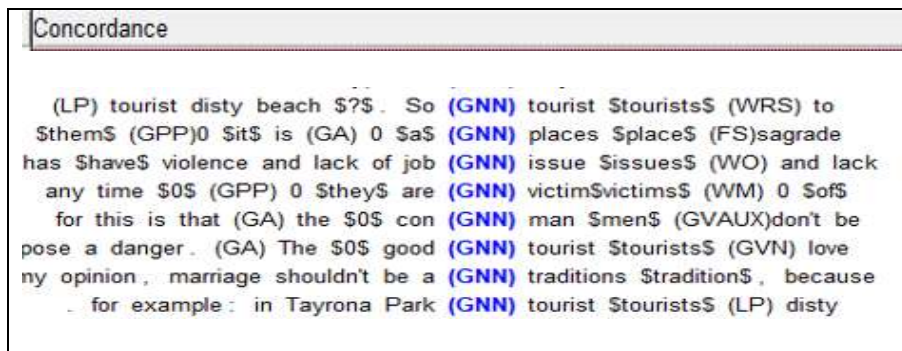 Concordance
(LP) tourist disty beach $?$ . So (GNN) tourist $tourists$ (WRS) to
$them$ (GPP)0 $it$ is (GA) 0 $a$ (GNN) places $place$ (FS)sagrade
has $have$ violence and lack of job (GNN) issue $issues$ (WO) and lack
any time $0$ (GPP) 0 $they$ are (GNN) victim$victims$ (WM) 0 $of$
for this is that (GA) the $0$ con (GNN) man $men$ (GVAUX)don't be
pose a danger . (GA) The $0$ good (GNN) tourist $tourists$ (GVN) love
ny opinion , marriage shouldn't be a (GNN) traditions $tradition$ , because
. for example : in Tayrona Park (GNN) tourist $tourists$ (LP) disty